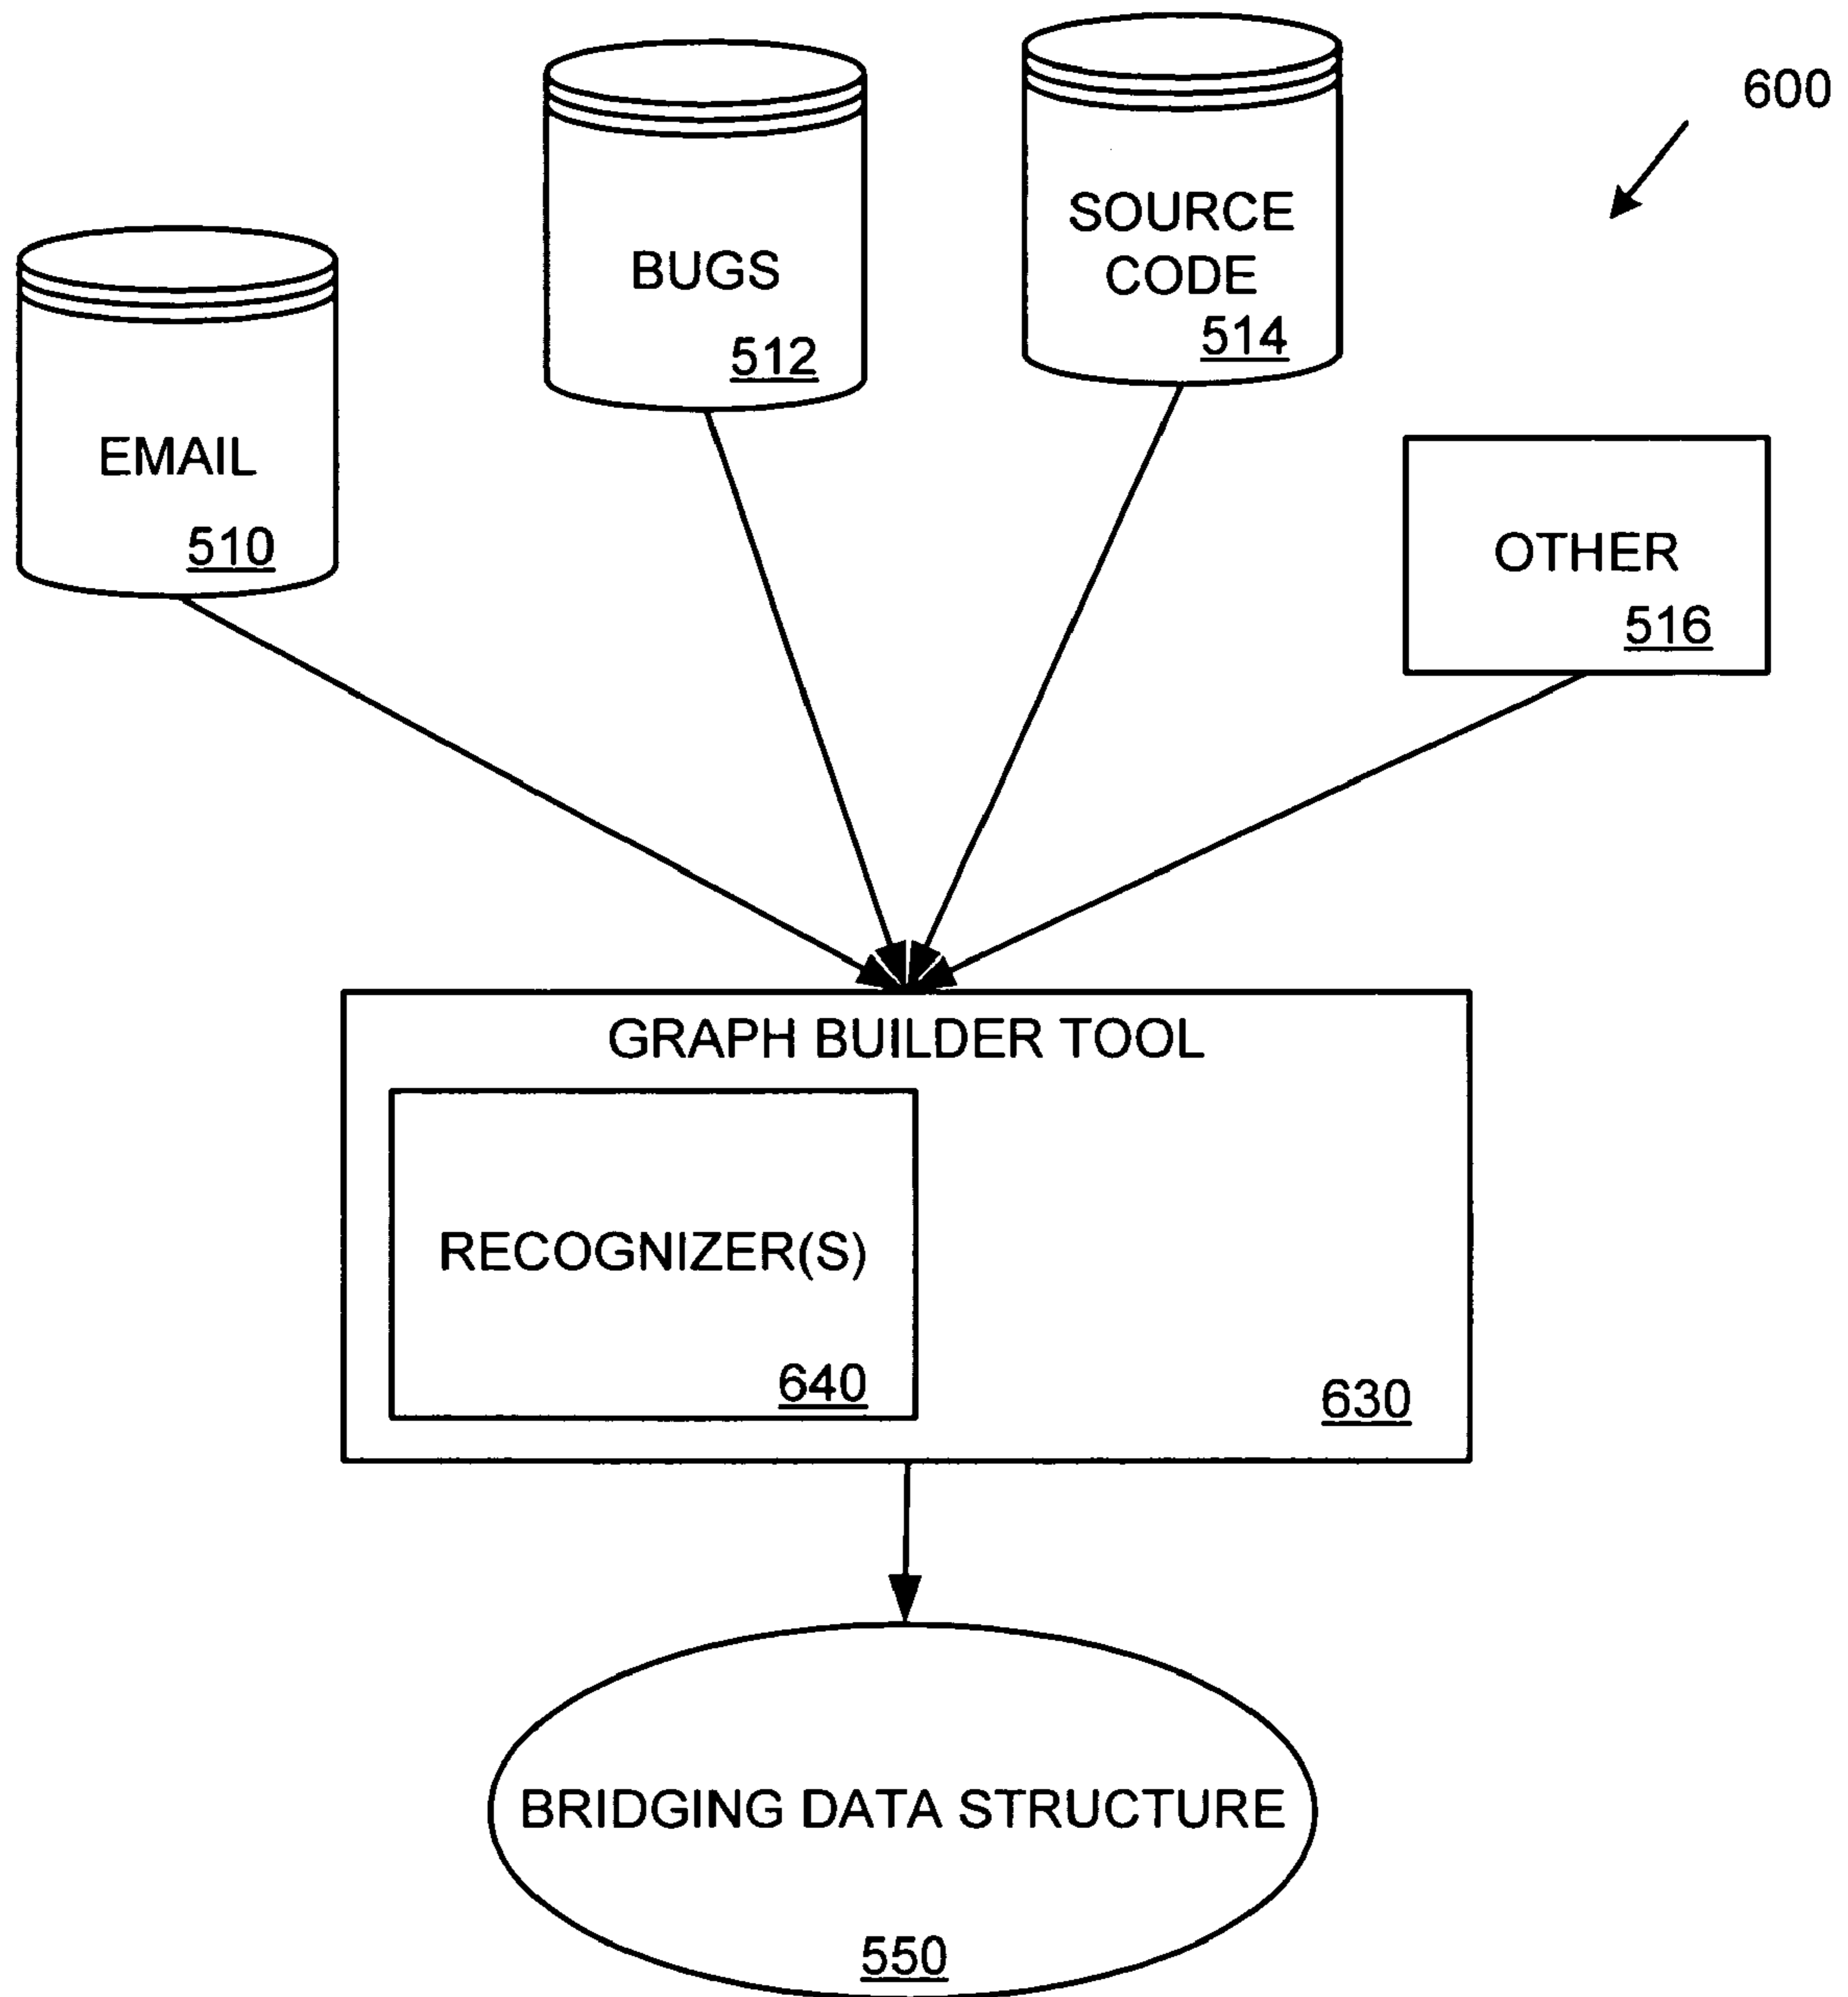 600
SOURCE
CODE
514
BUGS
512
EMAIL
510
OTHER
516
GRAPH BUILDER TOOL
RECOGNIZER(S)
640
630
BRIDGING DATA STRUCTURE
550